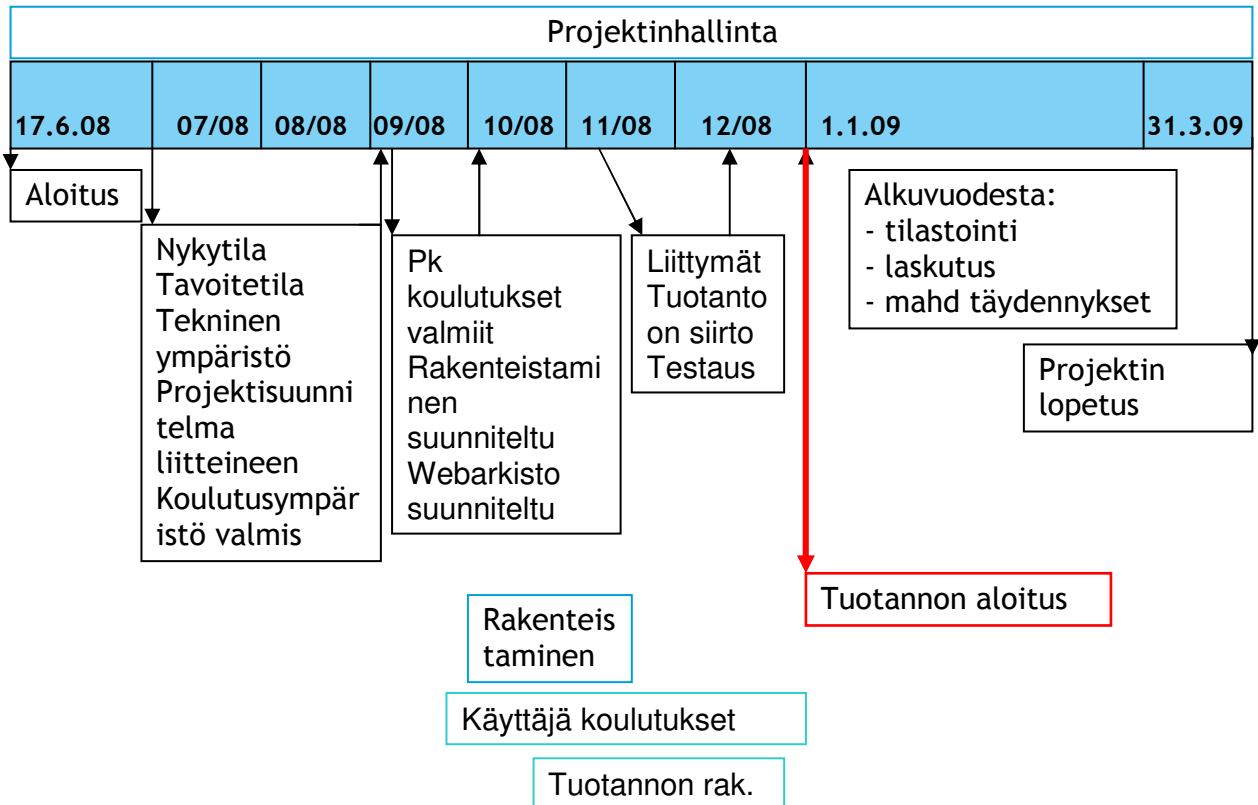 Projektinhallinta
17.6.08 07/08 08/08 09/08 10/08 11/08 12/08 1.1.09 31.3.09
Aloitus
Nykytila
Tavoitetila
Tekninen
ympäristö
Projektisuunni
telma
liitteineen
Koulutusympär
istö valmis
Pk
koulutukset
valmiit
Rakenteistami
nen
suunniteltu
Webarkisto
suunniteltu
Liittymät
Tuotanto
on siirto
Testaus
Alkuvuodesta:
- tilastointi
- laskutus
- mahd täydennykset
Projektin
lopetus
Tuotannon aloitus
Rakenteis
taminen
Käyttäjä koulutukset
Tuotannon rak.